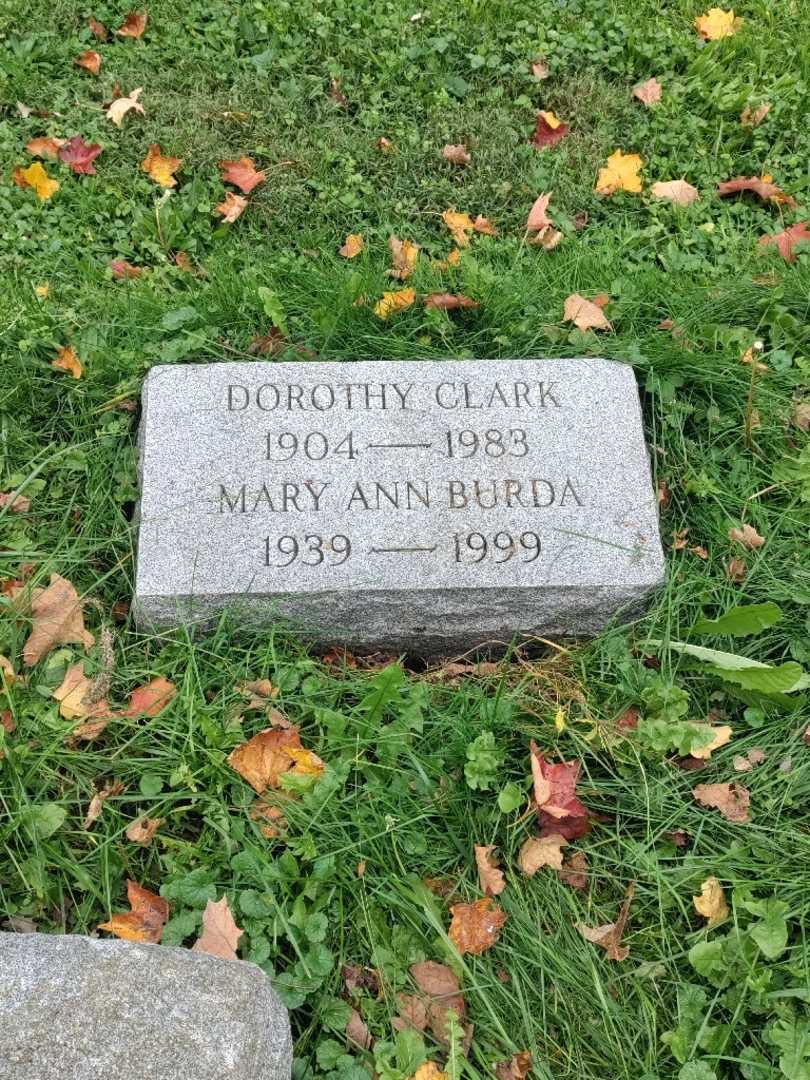 DOROTHY CLARK
1904 — 1983
MARY ANN BURDA
1939 — 1999